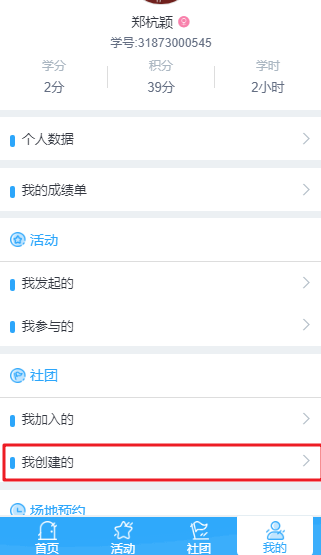 郑杭颖
学号:31873000545
学分 积分 学时
2分 39分 2小时
个人数据
我的成绩单
活动
我发起的
我参与的
社团
我加入的
我创建的
场地预约
首页 活动 社团 我的